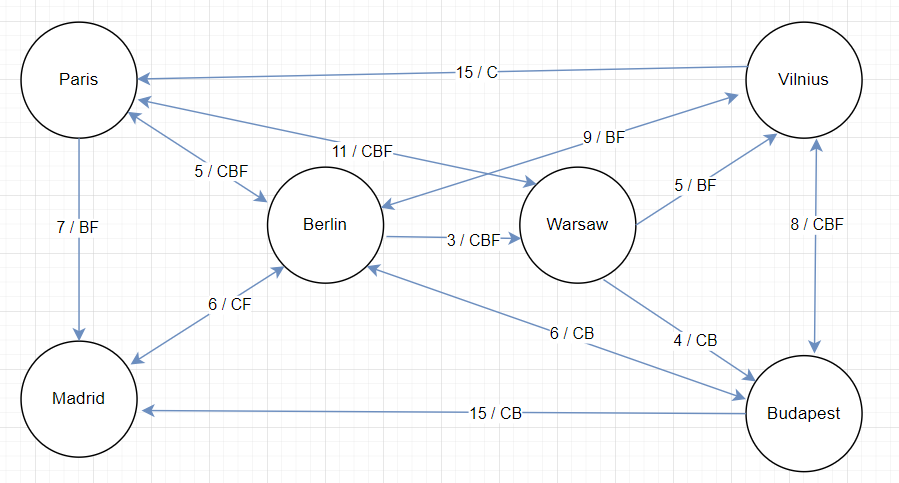 Paris
15 / C
Vilnius
11 / CBF
9 / BF
5 / CBF
5 / BF
7 / BF
Berlin
Warsaw
8 / CBF
3 / CBF
6 / CF
6 / CB
4 / CB
Madrid
15 / CB
Budapest